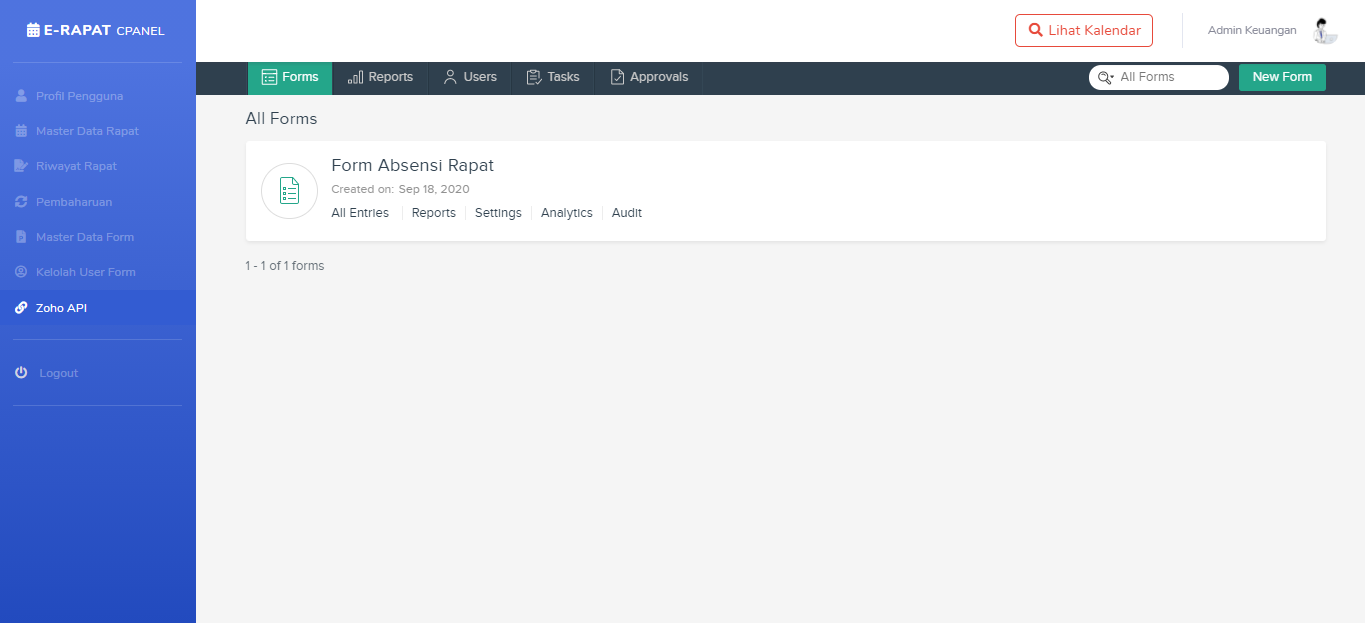 E-RAPAT CPANEL
Lihat Kalendar
Admin Keuangan
Profil Pengguna
Master Data Rapat
Riwayat Rapat
Pembaharuan
Master Data Form
Kelolah User Form
Zoho API
Logout
Forms Reports Users Tasks Approvals All Forms New Form
All Forms
Form Absensi Rapat
Created on: Sep 18, 2020
All Entries Reports Settings Analytics Audit
1 - 1 of 1 forms